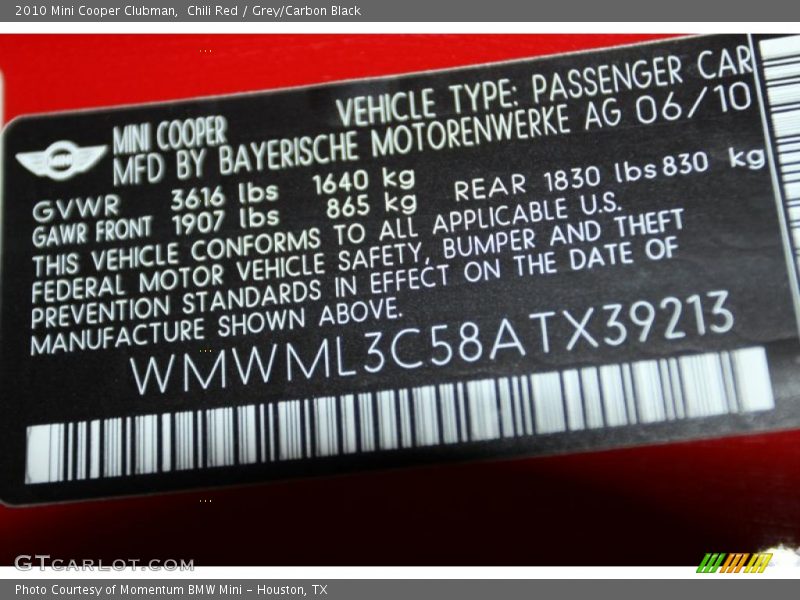 2010 Mini Cooper Clubman,  Chili Red / Grey/Carbon Black
MINI COOPER VEHICLE TYPE: PASSENGER CAR
MFD BY BAYERISCHE MOTORENWERKE AG 06/10
GVWR 3616 lbs 1640 kg
GAWR FRONT 1907 lbs 865 kg REAR 1830 lbs 830 kg
THIS VEHICLE CONFORMS TO ALL APPLICABLE U.S.
FEDERAL MOTOR VEHICLE SAFETY, BUMPER AND THEFT
PREVENTION STANDARDS IN EFFECT ON THE DATE OF
MANUFACTURE SHOWN ABOVE.
WMWML3C58ATX39213
GTcarlot.com
Photo Courtesy of Momentum BMW Mini - Houston, TX